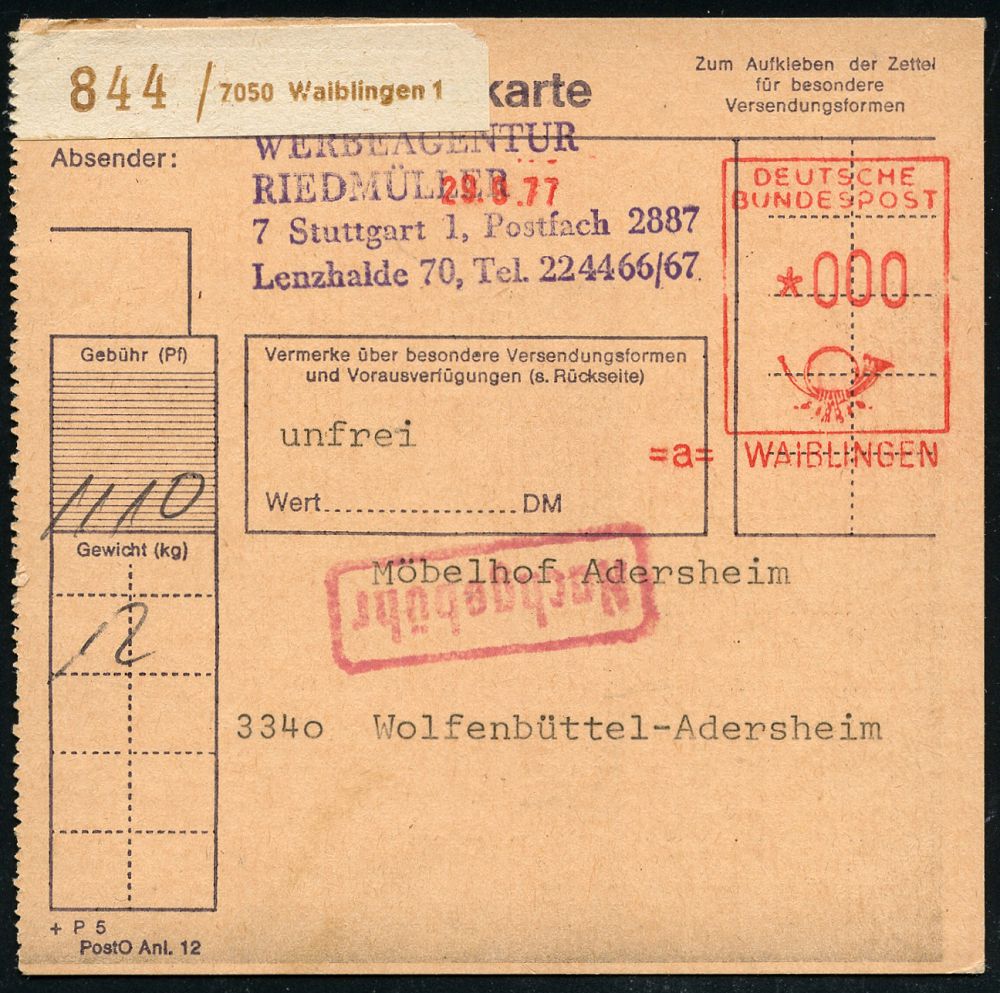 844 / 7050 Waiblingen 1
karte
Zum Aufkleben der Zettel
für besondere
Versendungsformen
Absender:
WERBEAGENTUR
RIEDMÜLLER
7 Stuttgart 1, Postfach 2887
Lenzhalde 70, Tel. 224466/67
DEUTSCHE
BUNDESPOST
*000
=a= WAIBLINGEN
Gebühr (Pf)
1110
Vermerke über besondere Versendungsformen
und Vorausverfügungen (s. Rückseite)
unfrei
Wert.................. DM
Gewicht (kg)
12
Nachgebühr
Möbelhof Adersheim
334o Wolfenbüttel-Adersheim
+ P 5
PostO Anl. 12